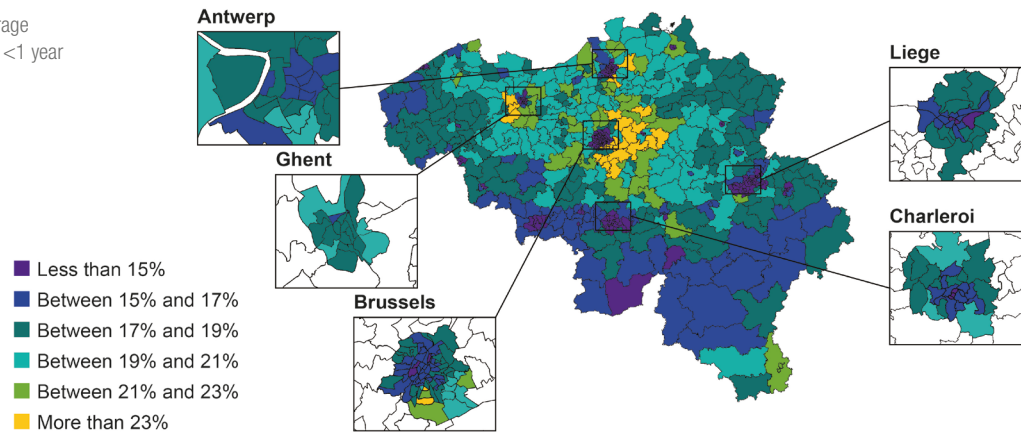 rage
<1 year
Antwerp
Liege
Ghent
Charleroi
Brussels
Less than 15%
Between 15% and 17%
Between 17% and 19%
Between 19% and 21%
Between 21% and 23%
More than 23%